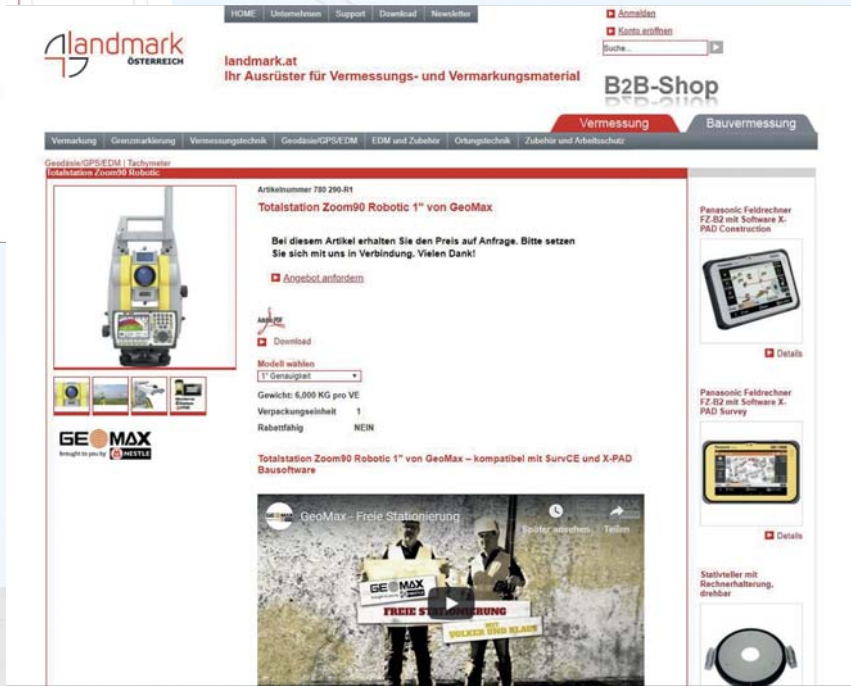 HOME Unternehmen Support Download Newsletter
Anmelden
Konto eröffnen
Suche...
landmark
ÖSTERREICH
landmark.at
Ihr Ausrüster für Vermessungs- und Vermarkungsmaterial
B2B-Shop
Vermessung Bauvermessung
Vermarkung Grenzmarkierung Vermessungstechnik Geodäsie/GPS/EDM EDM und Zubehör Ortungstechnik Zubehör und Arbeitsschutz
Geodäsie/GPS/EDM | Tachymeter
Totalstation Zoom90 Robotic
Artikelnummer 780 290-R1
Totalstation Zoom90 Robotic 1" von GeoMax
Bei diesem Artikel erhalten Sie den Preis auf Anfrage. Bitte setzen
Sie sich mit uns in Verbindung. Vielen Dank!
Angebot anfordern
Adobe PDF
Download
Modell wählen
1" Genauigkeit
Gewicht: 6,000 KG pro VE
Verpackungseinheit 1
Rabattfähig NEIN
GEOMAX
brought to you by NESTLE
Totalstation Zoom90 Robotic 1" von GeoMax – kompatibel mit SurvCE und X-PAD
Bausoftware
GeoMax - Freie Stationierung
Später ansehen Teilen
GEOMAX
FREIE STATIONIERUNG
MIT
VOLKER UND KLAUS
Panasonic Feldrechner
FZ-B2 mit Software X-
PAD Construction
Details
Panasonic Feldrechner
FZ-B2 mit Software X-
PAD Survey
Details
Stativteller mit
Rechnerhalterung,
drehbar